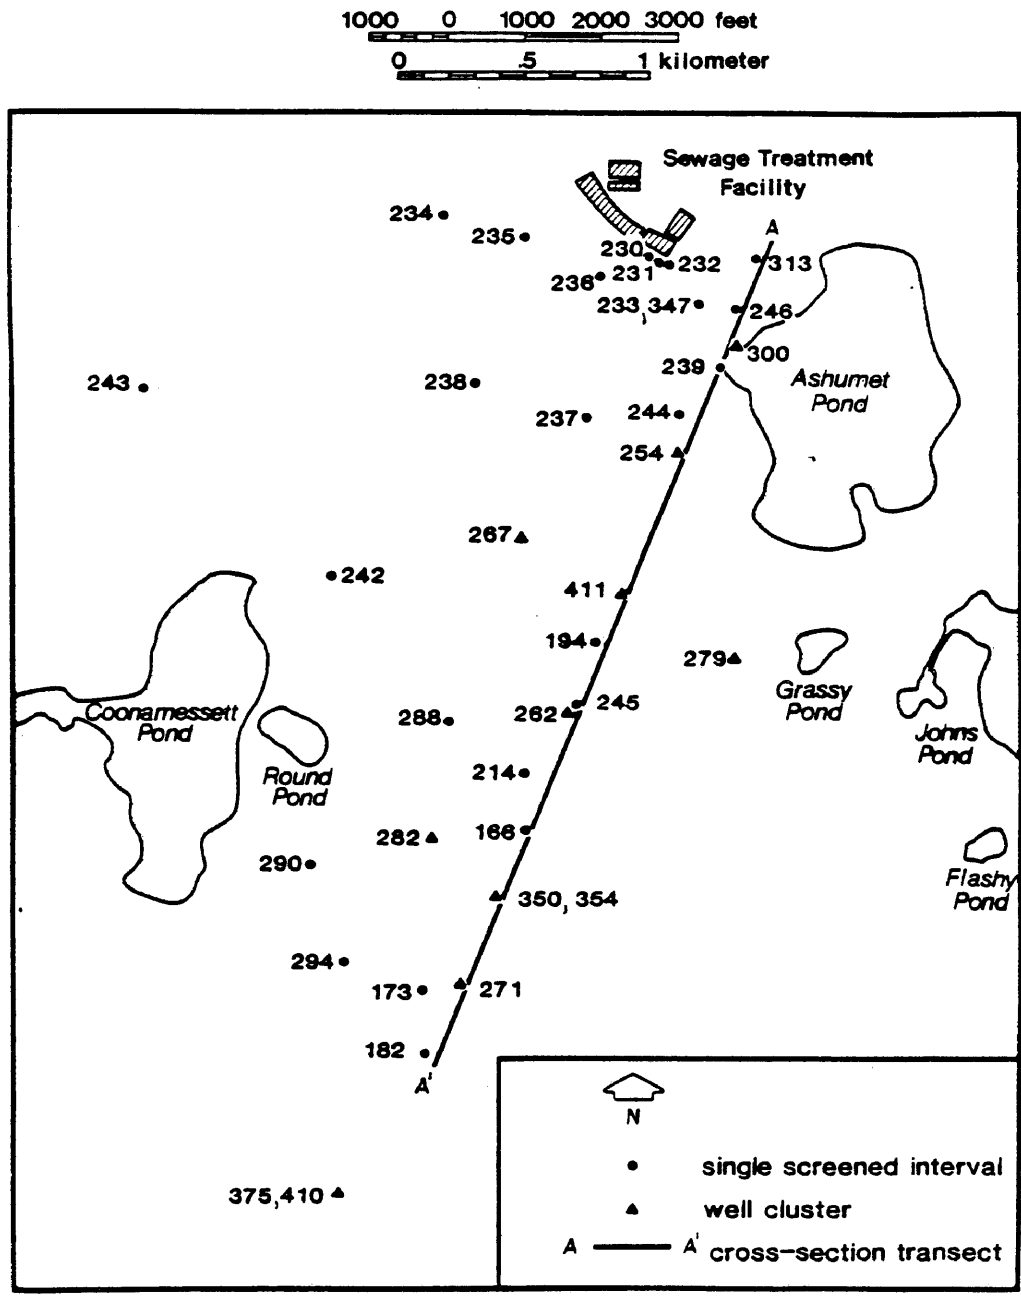 1000 0 1000 2000 3000 feet
0 .5 1 kilometer
Sewage Treatment
Facility
A
234
235
230
231
232
313
236
233, 347
246
300
239
Ashumet
Pond
243
238
237
244
254
267
242
411
194
279
Grassy
Pond
Johns
Pond
Coonamessett
Pond
Round
Pond
288
262
245
214
166
282
290
350, 354
Flashy
Pond
294
173
271
182
A'
375,410
N
single screened interval
well cluster
A A' cross-section transect